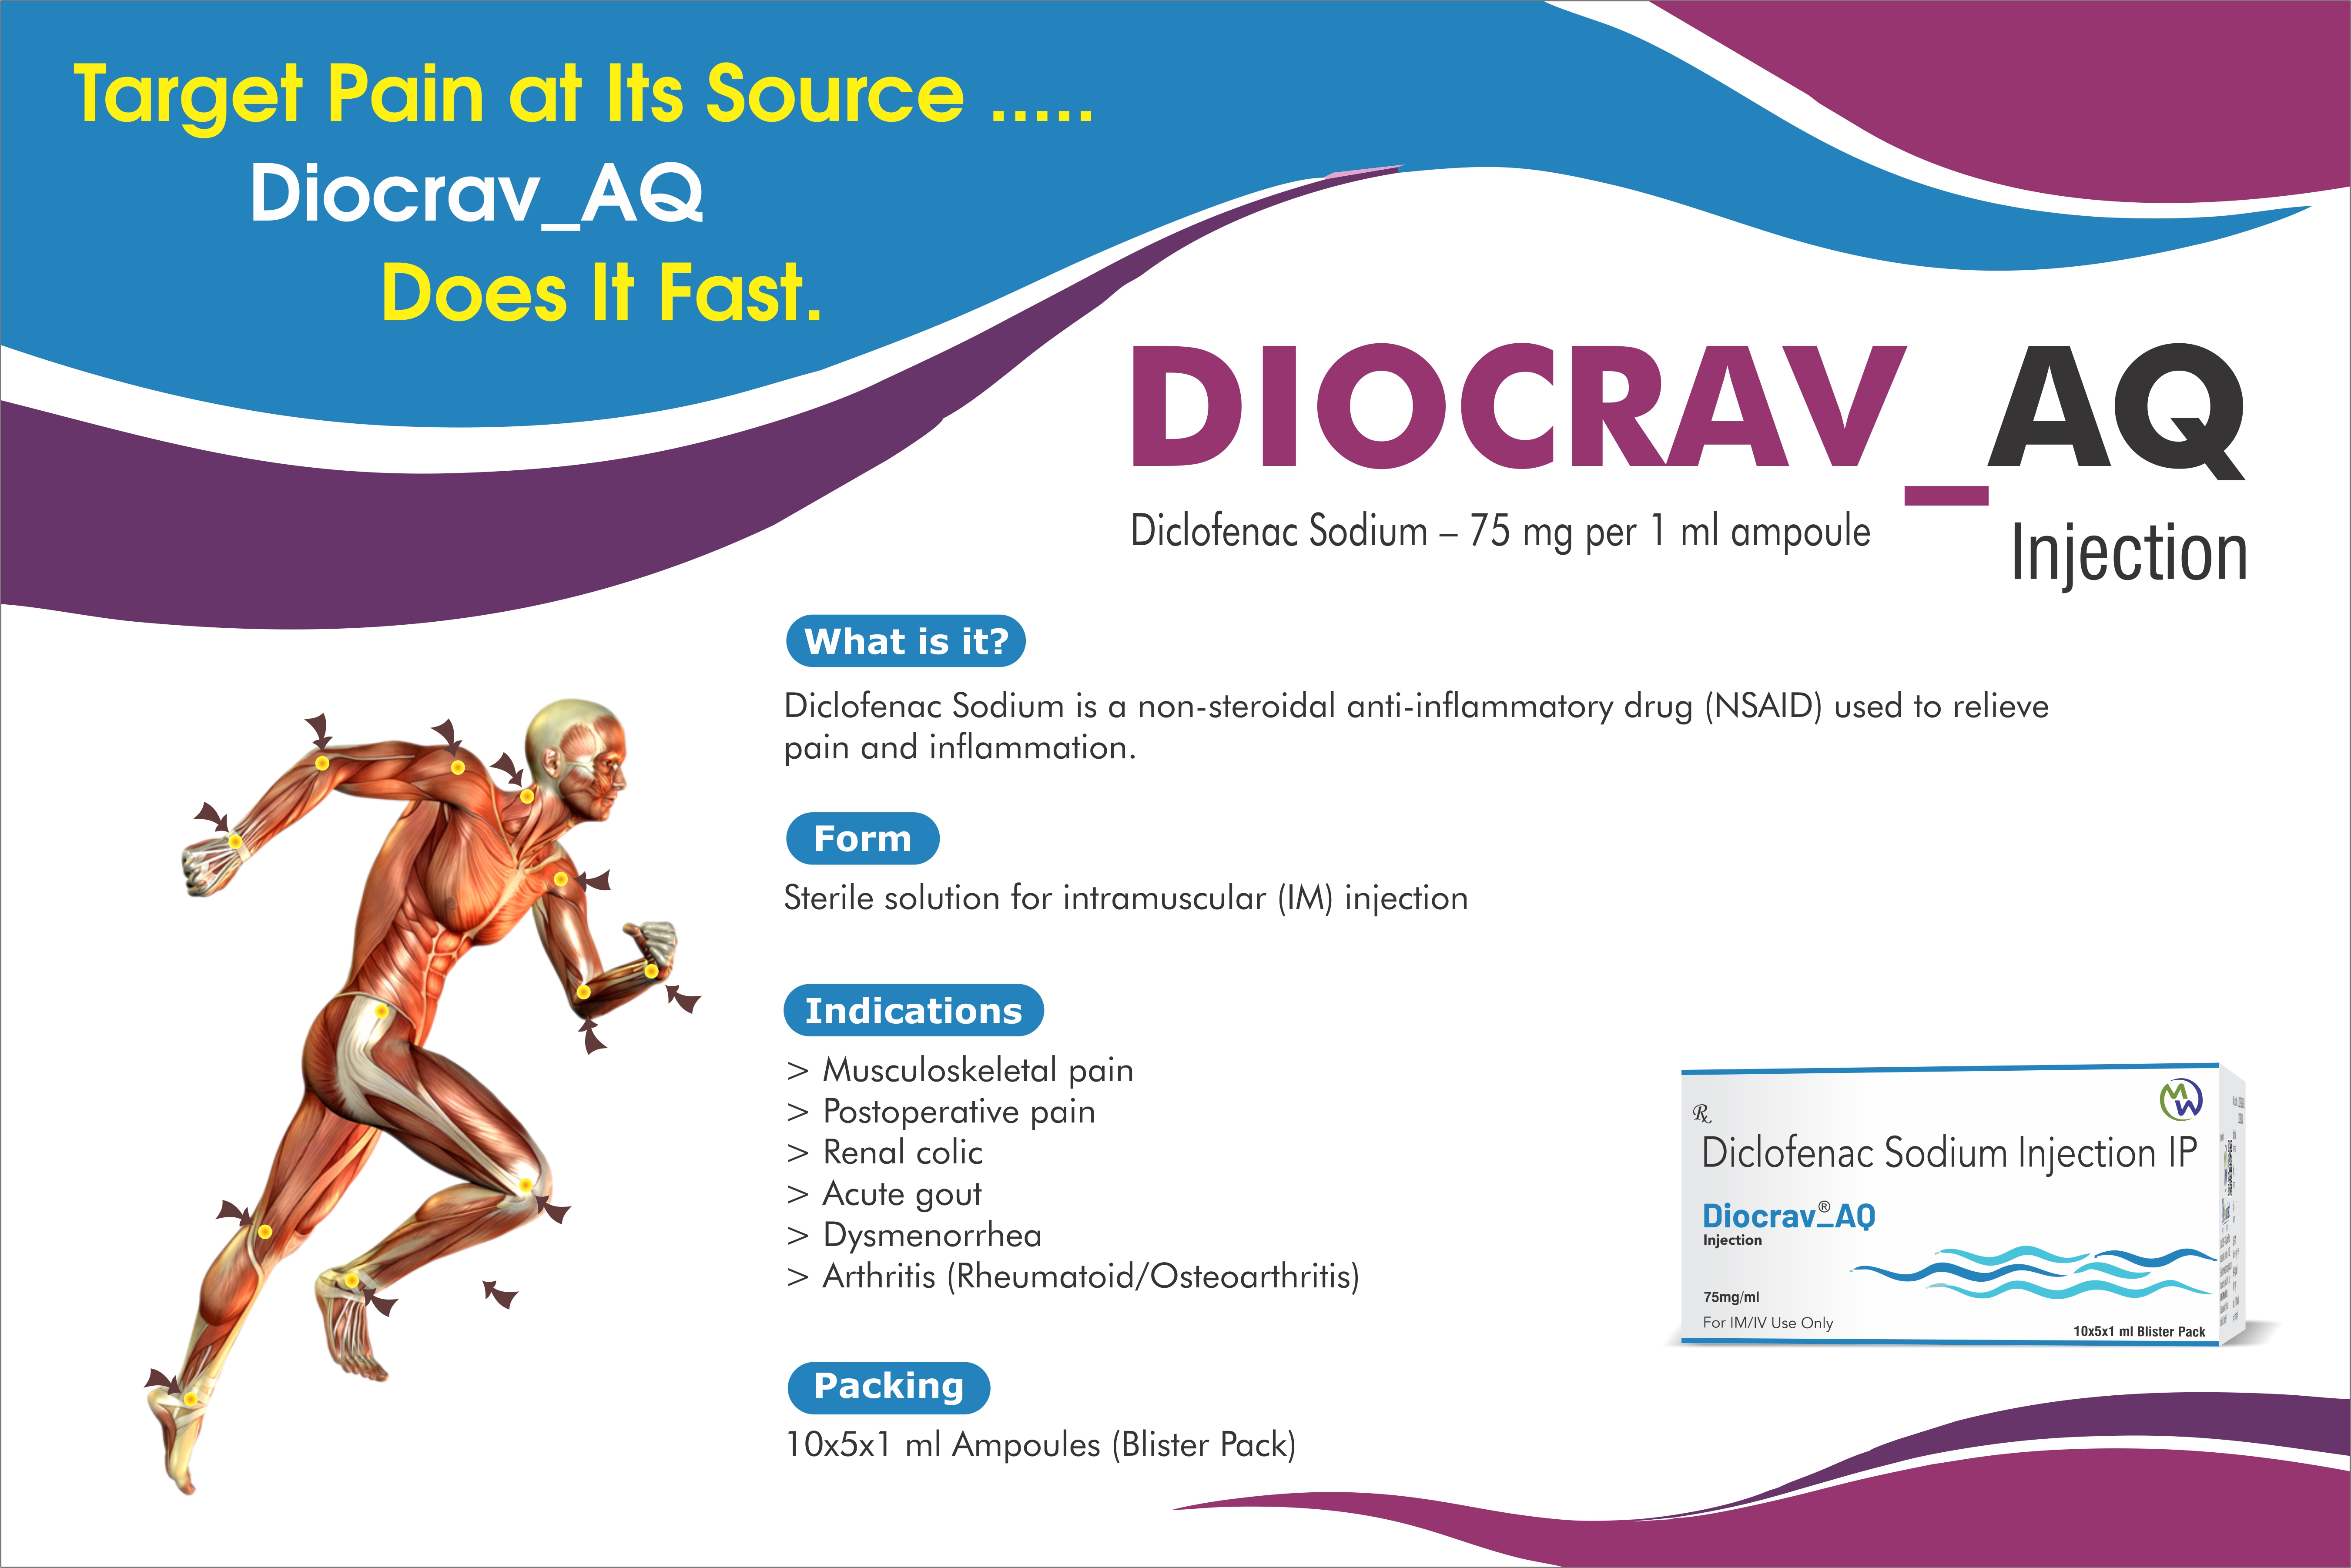 Target Pain at Its Source .....
Diocrav_AQ
Does It Fast.
DIOCRAV_AQ
Diclofenac Sodium – 75 mg per 1 ml ampoule
Injection
What is it?
Diclofenac Sodium is a non-steroidal anti-inflammatory drug (NSAID) used to relieve
pain and inflammation.
Form
Sterile solution for intramuscular (IM) injection
Indications
> Musculoskeletal pain
> Postoperative pain
> Renal colic
> Acute gout
> Dysmenorrhea
> Arthritis (Rheumatoid/Osteoarthritis)
Packing
10x5x1 ml Ampoules (Blister Pack)
MW
Rx
Diclofenac Sodium Injection IP
Diocrav®_AQ
Injection
75mg/ml
For IM/IV Use Only
10x5x1 ml Blister Pack